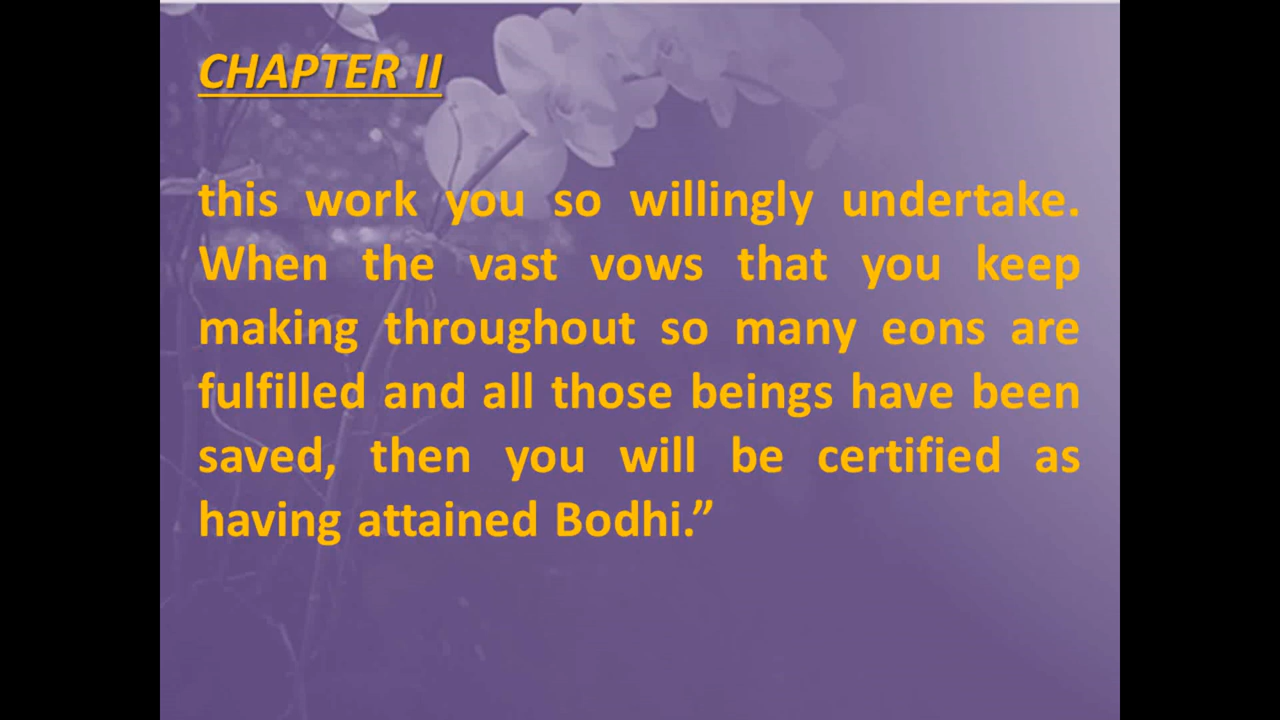 CHAPTER II
this work you so willingly undertake.
When the vast vows that you keep
making throughout so many eons are
fulfilled and all those beings have been
saved, then you will be certified as
having attained Bodhi.”